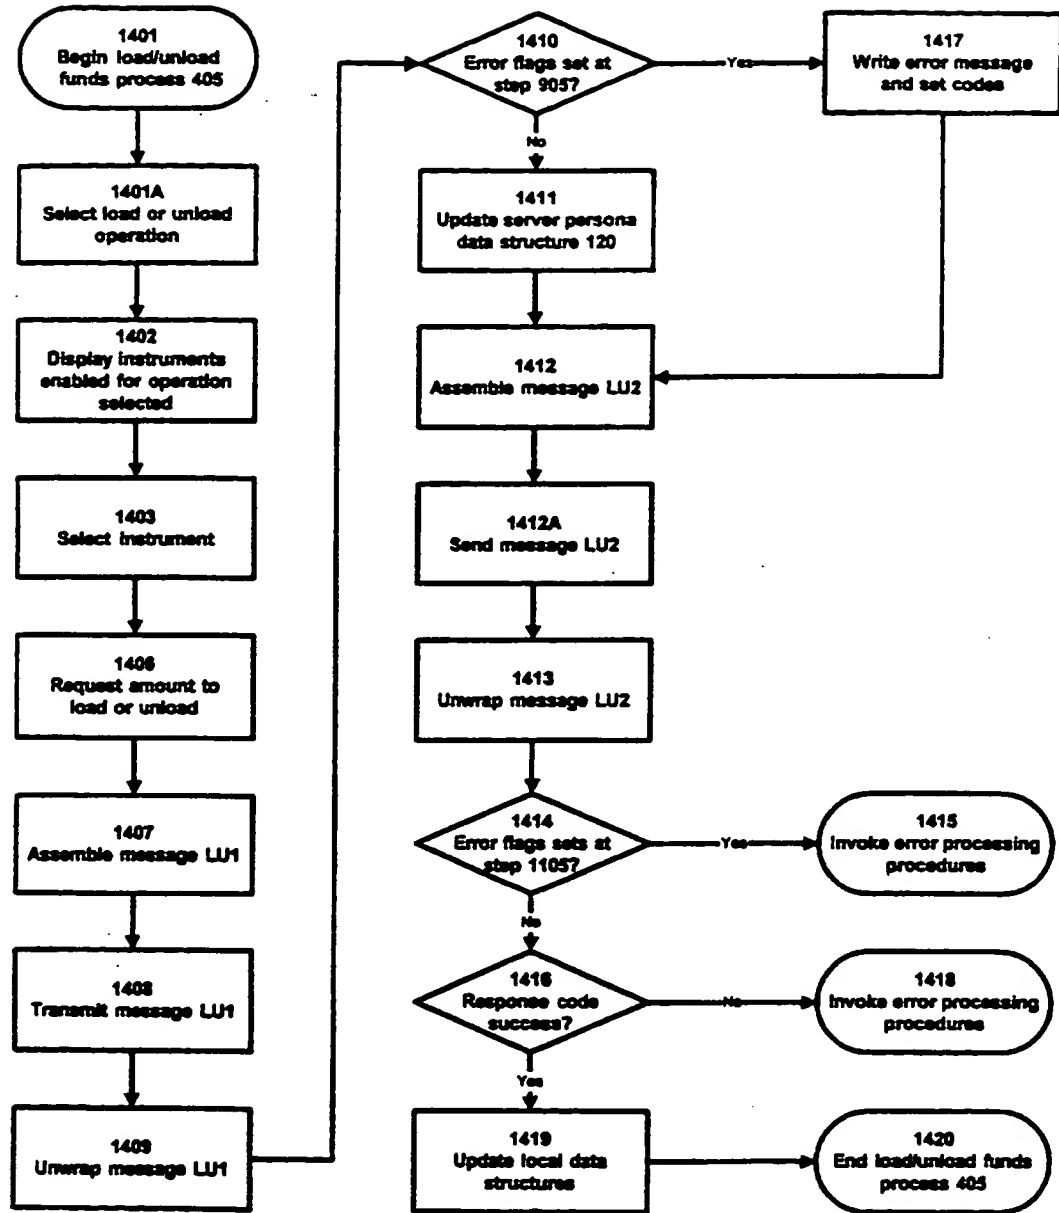 1401
Begin load/unload
funds process 405
1401A
Select load or unload
operation
1402
Display instruments
enabled for operation
selected
1403
Select instrument
1406
Request amount to
load or unload
1407
Assemble message LU1
1408
Transmit message LU1
1409
Unwrap message LU1
1410
Error flags set at
step 905?
Yes
No
1417
Write error message
and set codes
1411
Update server persona
data structure 120
1412
Assemble message LU2
1412A
Send message LU2
1413
Unwrap message LU2
1414
Error flags sets at
step 1105?
Yes
No
1415
Invoke error processing
procedures
1416
Response code
success?
No
Yes
1418
Invoke error processing
procedures
1419
Update local data
structures
1420
End load/unload funds
process 405